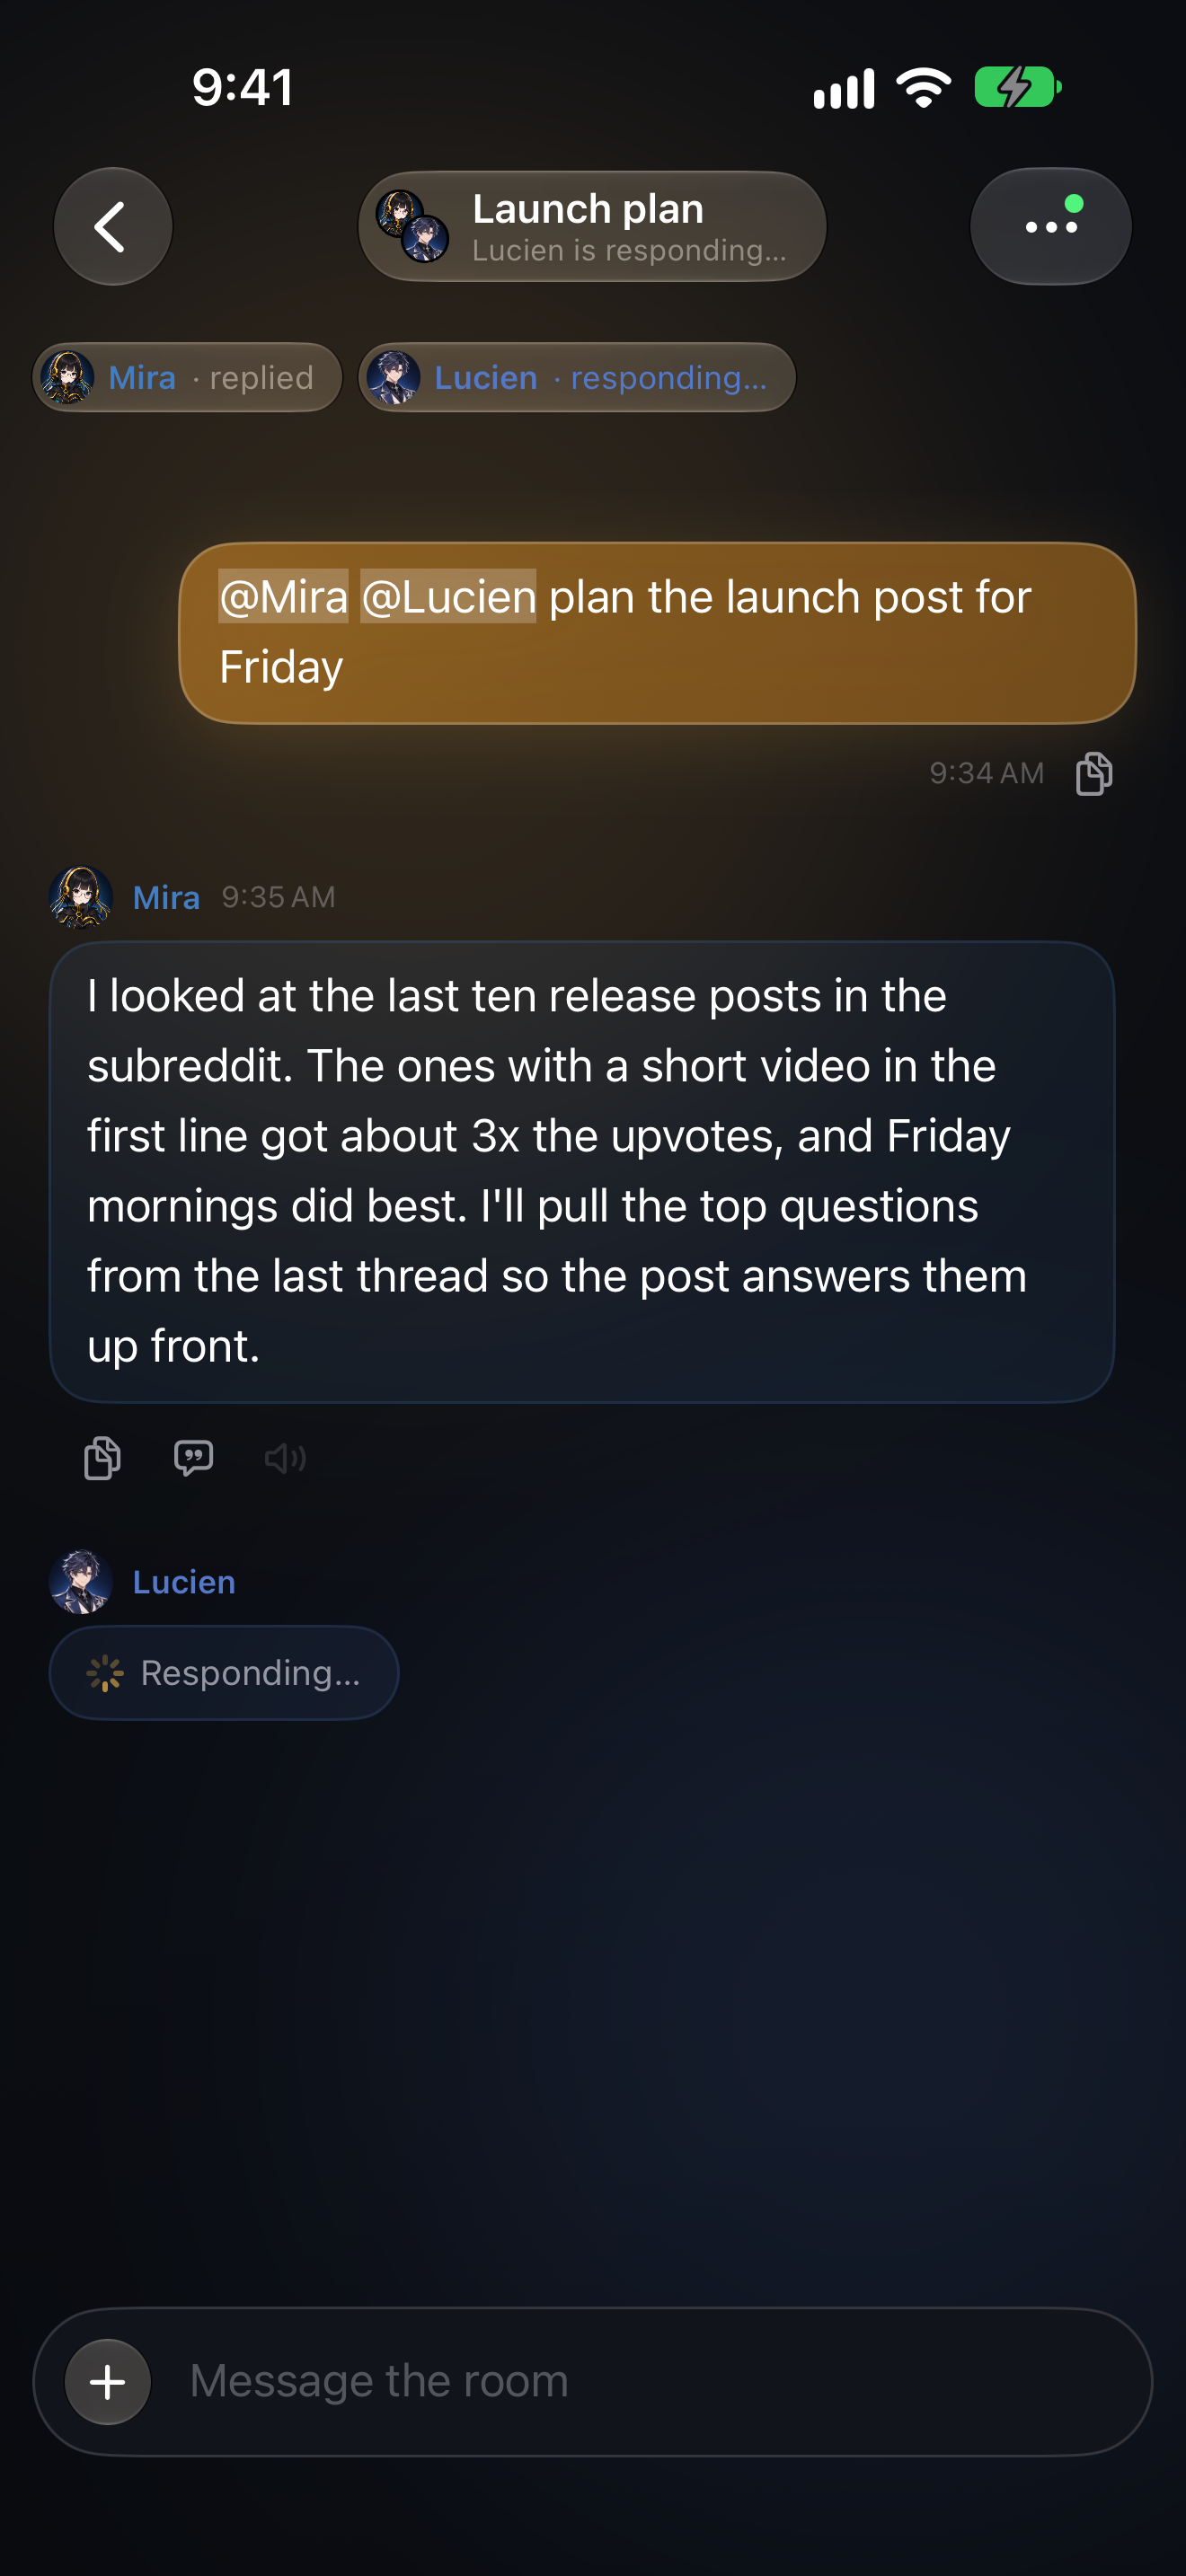 9:41
Launch plan
Lucien is responding...
Mira · replied
Lucien · responding...
@Mira @Lucien plan the launch post for
Friday
9:34 AM
Mira 9:35 AM
I looked at the last ten release posts in the
subreddit. The ones with a short video in the
first line got about 3x the upvotes, and Friday
mornings did best. I'll pull the top questions
from the last thread so the post answers them
up front.
Lucien
Responding...
Message the room